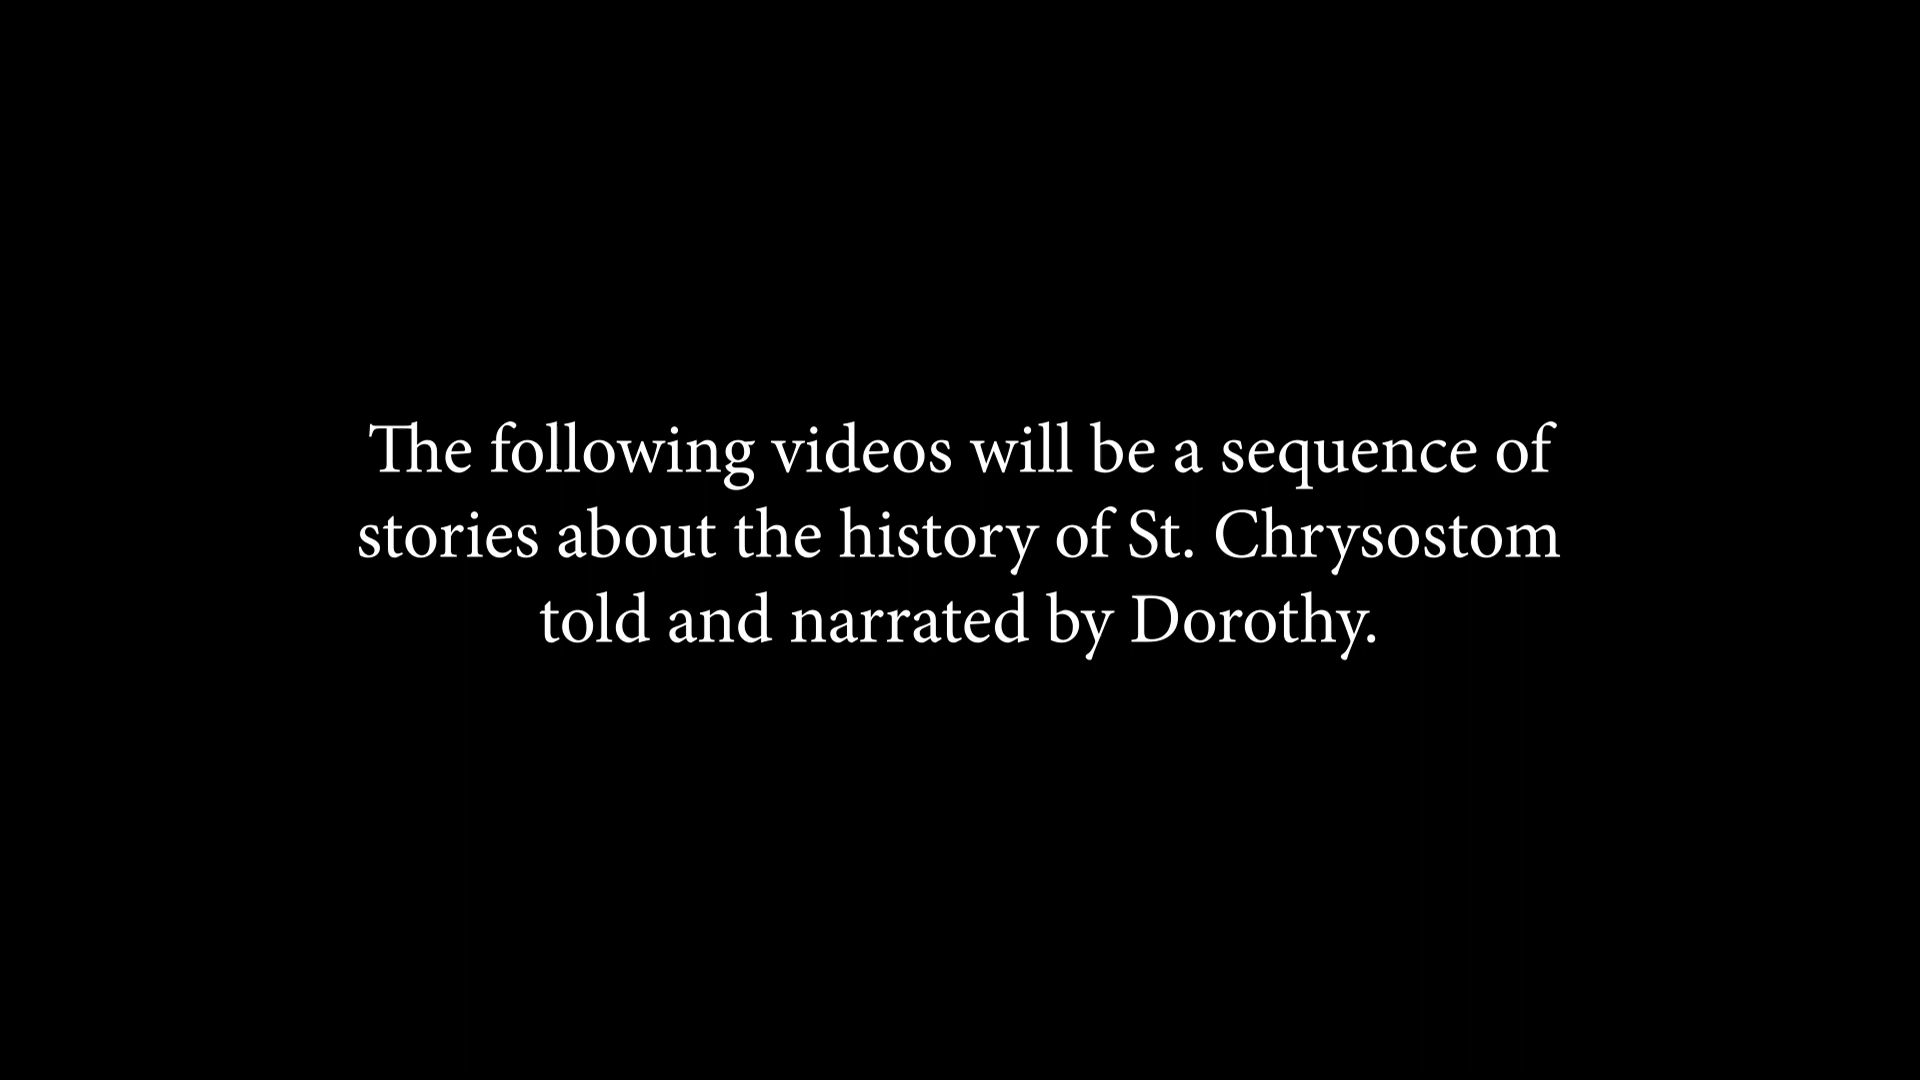 The following videos will be a sequence of
stories about the history of St. Chrysostom
told and narrated by Dorothy.